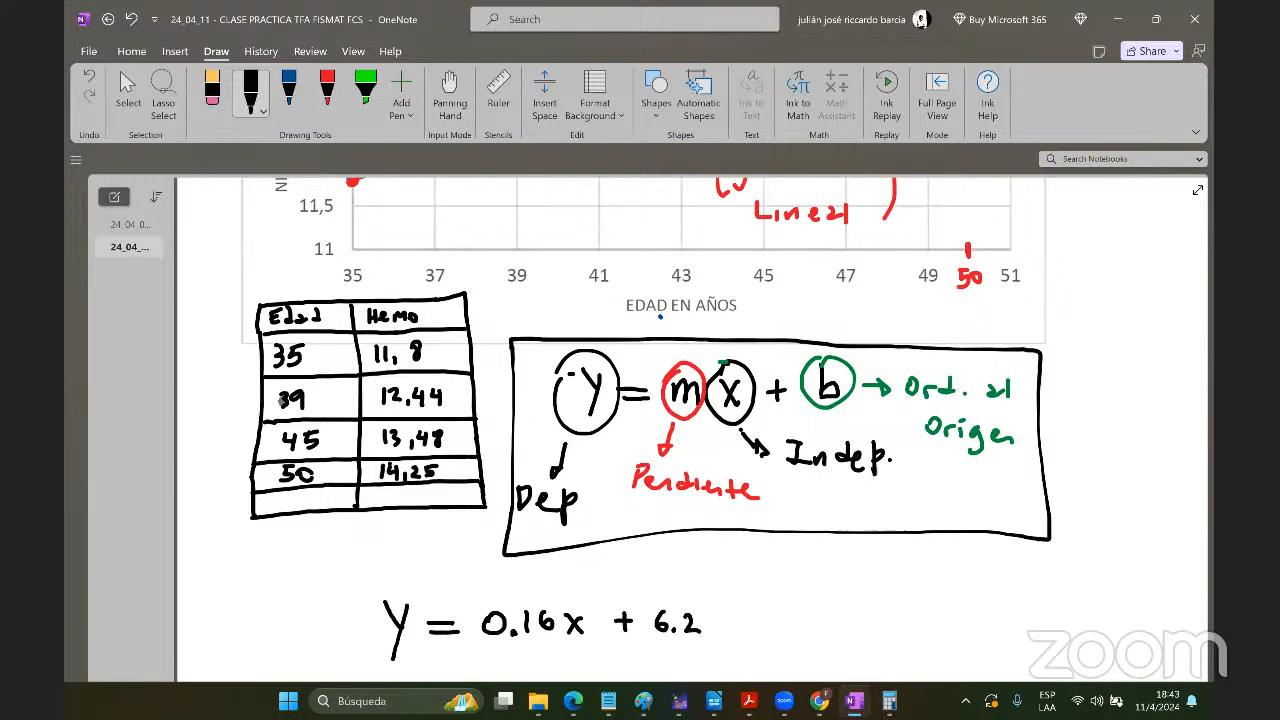 24_04_11 - CLASE PRACTICA TFA FISMAT FCS - OneNote
Search
julián josé riccardo barcia
Buy Microsoft 365
File Home Insert Draw History Review View Help
Share
Select
Lasso Select
Add Pen
Panning Hand
Ruler
Insert Space
Format Background
Shapes
Automatic Shapes
Ink to Text
Ink to Math
Math Assistant
Ink Replay
Full Page View
Ink Help
Undo
Selection
Drawing Tools
Input Mode
Stencils
Edit
Shapes
Text
Math
Replay
Mode
Help
Search Notebooks
24_04_0...
24_04_...
11,5
Lineal
11
35 37 39 41 43 45 47 49 51
50
EDAD EN AÑOS
Edad Hemo
35 11,8
39 12,44
45 13,48
50 14,25
y = mx + b → Ord. al Origen
Dep
Pendiente
Indep.
y = 0.16x + 6.2
zoom
Búsqueda
ESP
LAA
18:43
11/4/2024